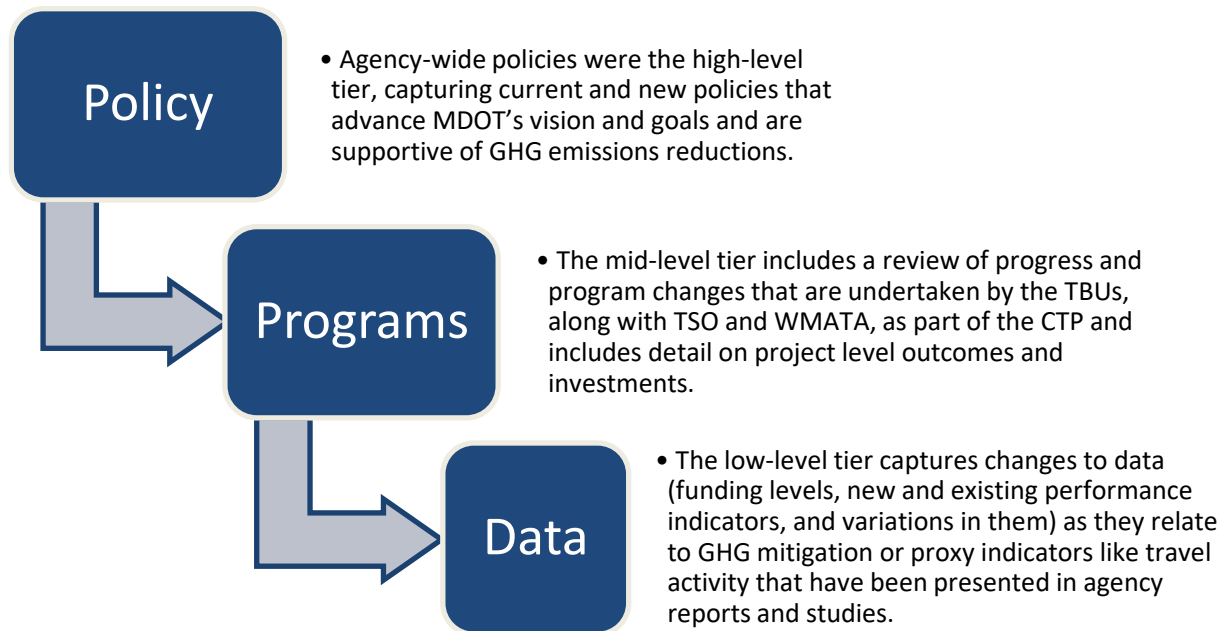 Policy
• Agency-wide policies were the high-level
tier, capturing current and new policies that
advance MDOT’s vision and goals and are
supportive of GHG emissions reductions.
Programs
• The mid-level tier includes a review of progress and
program changes that are undertaken by the TBUs,
along with TSO and WMATA, as part of the CTP and
includes detail on project level outcomes and
investments.
Data
• The low-level tier captures changes to data
(funding levels, new and existing performance
indicators, and variations in them) as they relate
to GHG mitigation or proxy indicators like travel
activity that have been presented in agency
reports and studies.